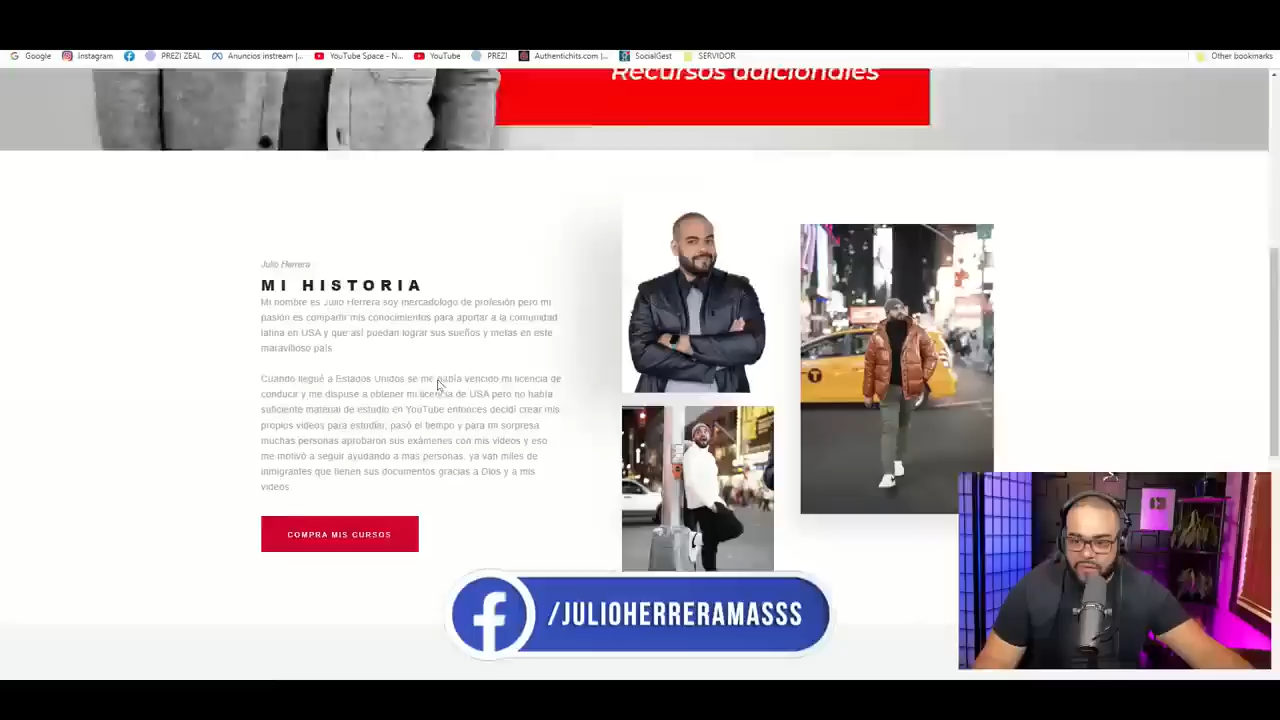 Google Instagram PREZI ZEAL Anuncios instream |... YouTube Space - N... YouTube PREZI Authentichits.com |... SocialGest SERVIDOR Other bookmarks
Recursos adicionales
Julio Herrera
MI HISTORIA
Mi nombre es Julio Herrera soy mercadologo de profesión pero mi
pasión es compartir mis conocimientos para aportar a la comunidad
latina en USA y que así puedan lograr sus sueños y metas en este
maravilloso país
Cuando llegué a Estados Unidos se me había vencido mi licencia de
conducir y me dispuse a obtener mi licencia de USA pero no había
suficiente material de estudio en YouTube entonces decidí crear mis
propios videos para estudiar, pasó el tiempo y para mi sorpresa
muchas personas aprobaron sus exámenes con mis videos y eso
me motivó a seguir ayudando a mas personas, ya van miles de
inmigrantes que tienen sus documentos gracias a Dios y a mis
videos.
COMPRA MIS CURSOS
/JULIOHERRERAMASSS